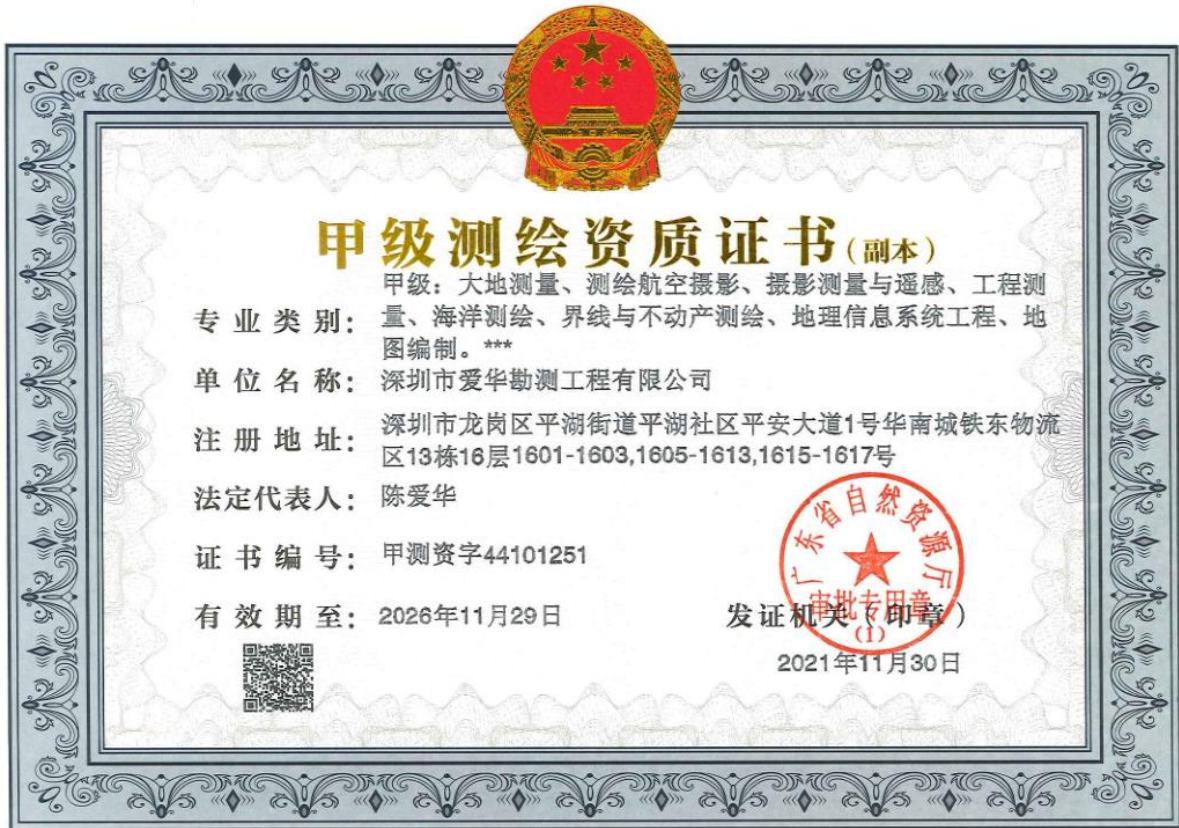 甲级测绘资质证书(副本)
专业类别：甲级：大地测量、测绘航空摄影、摄影测量与遥感、工程测
量、海洋测绘、界线与不动产测绘、地理信息系统工程、地
图编制。***
单位名称：深圳市爱华勘测工程有限公司
注册地址：深圳市龙岗区平湖街道平湖社区平安大道1号华南城铁东物流
区13栋16层1601-1603,1605-1613,1615-1617号
法定代表人：陈爱华
证书编号：甲测资字44101251
有效期至：2026年11月29日
发证机关（印章）
2021年11月30日
广东省自然资源厅
审批专用章
(1)